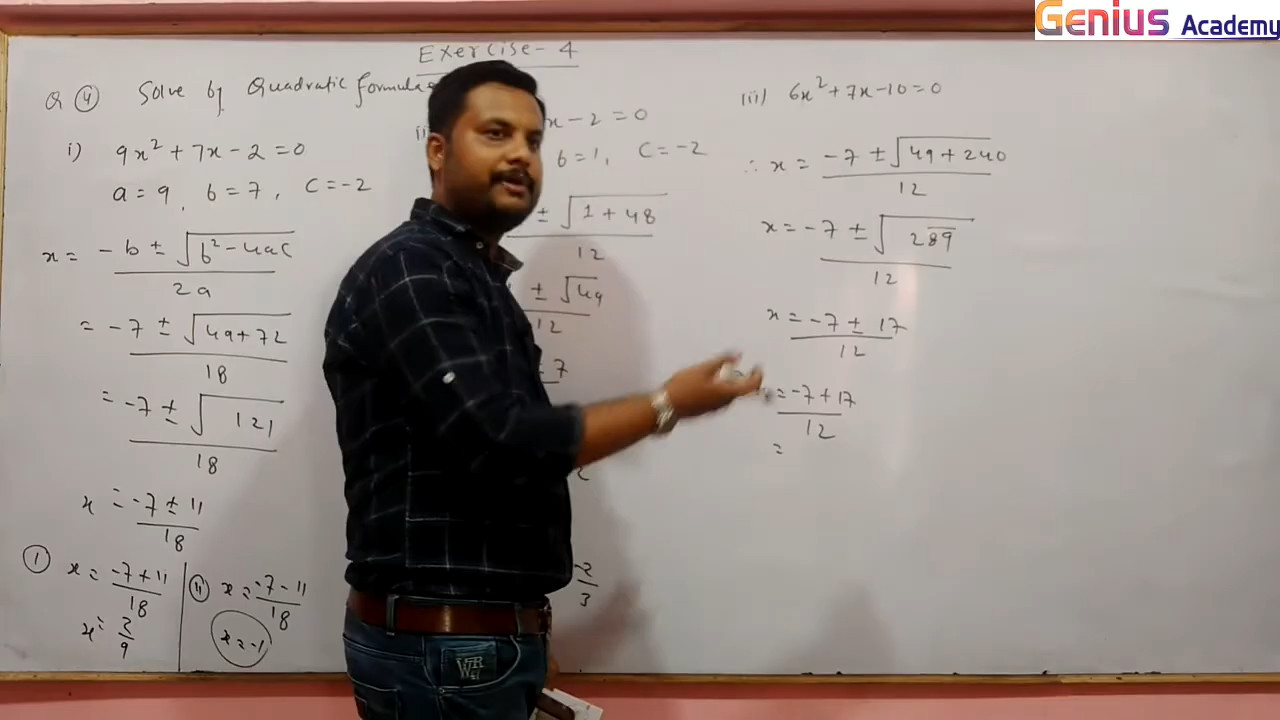 Genius Academy
Exercise-4
Q (4) Solve by Quadratic formula
i) 9x² + 7x - 2 = 0
a = 9, b = 7, C = -2
x = -b ± √(b² - 4ac) / 2a
= -7 ± √(49 + 72) / 18
= -7 ± √121 / 18
x = -7 ± 11 / 18
(I) x = -7 + 11 / 18
x = 2/9
(II) x = -7 - 11 / 18
x = -1
x - 2 = 0
b = 1, C = -2
± √(1 + 48) / 12
± √49 / 12
± 7
2
-2/3
iii) 6x² + 7x - 10 = 0
∴ x = -7 ± √(49 + 240) / 12
x = -7 ± √289 / 12
x = -7 ± 17 / 12
= -7 + 17 / 12
=
WR